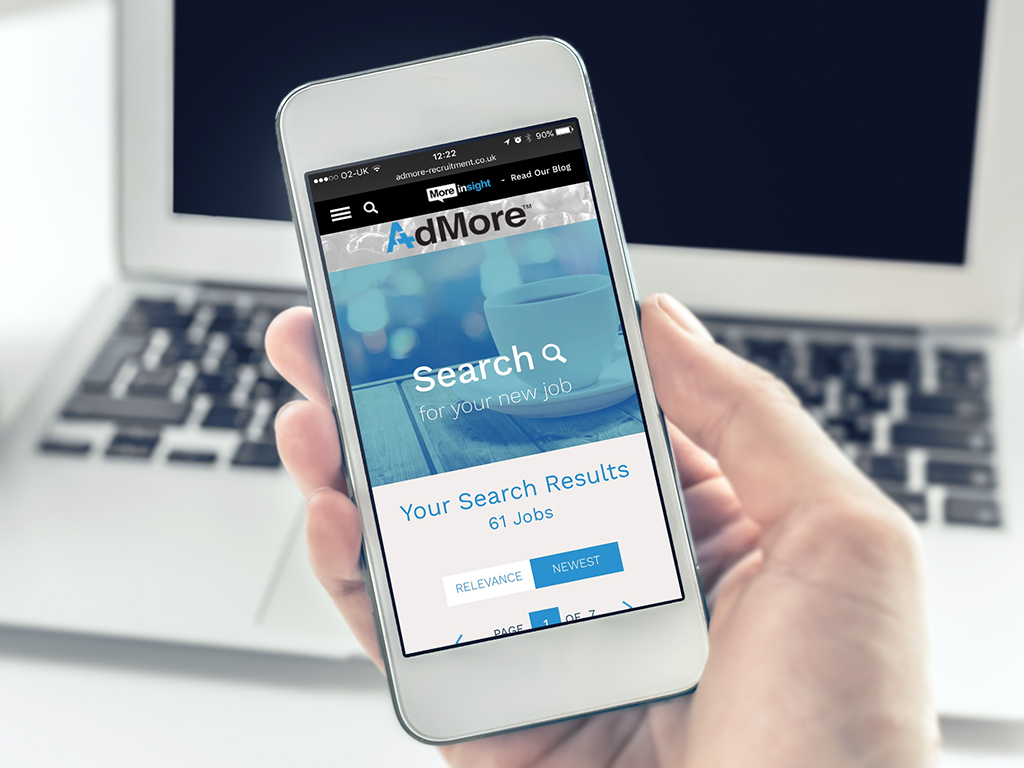 O2-UK 12:22 90%
admore-recruitment.co.uk
More insight - Read Our Blog
AdMore™
Search
for your new job
Your Search Results
61 Jobs
RELEVANCE NEWEST
PAGE 1 OF 7